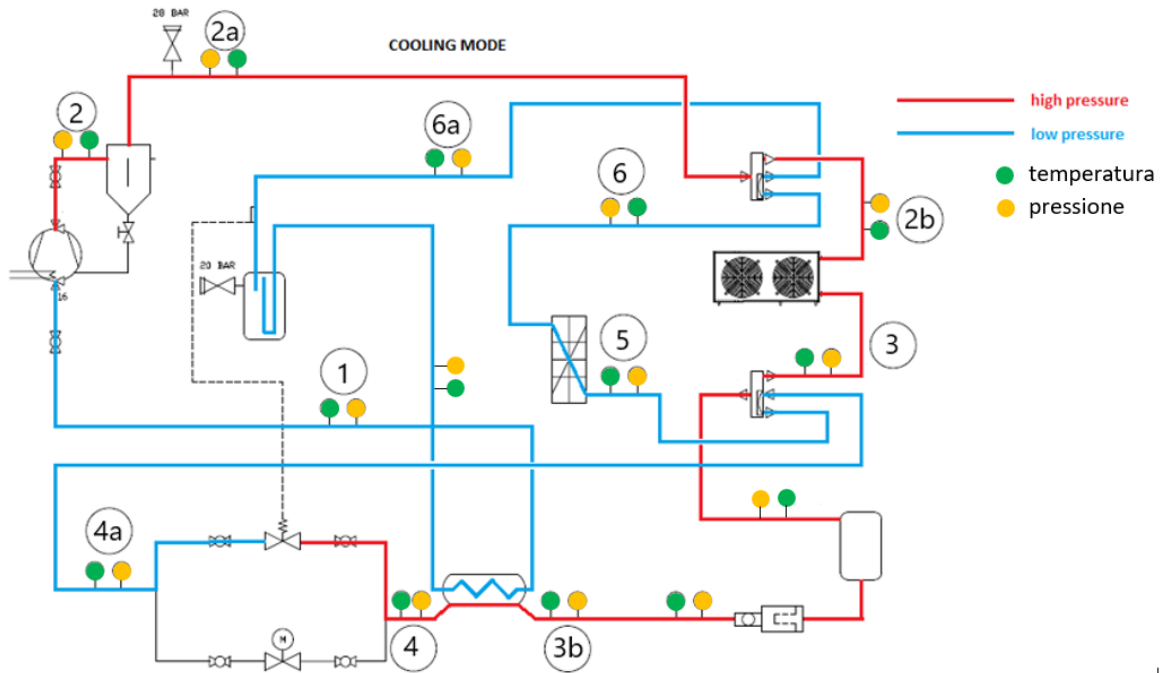 28 BAR
2a
COOLING MODE
high pressure
2
6a
low pressure
6
temperatura
pressione
2b
20 BAR
16
5
3
1
4a
M
4
3b